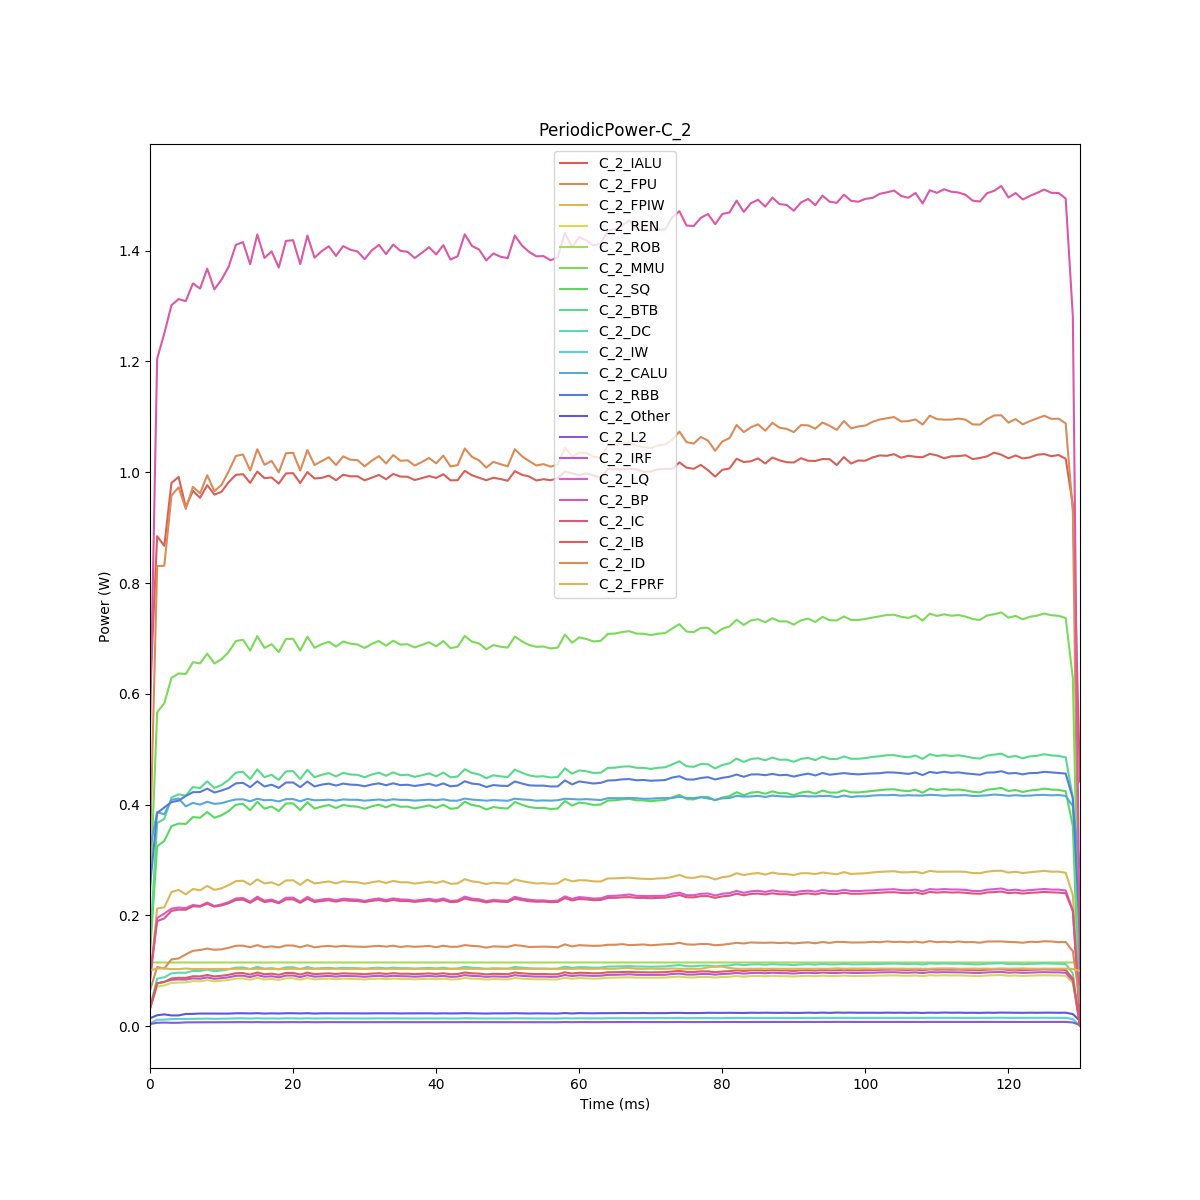 PeriodicPower-C_2
C_2_IALU
C_2_FPU
C_2_FPIW
C_2_REN
C_2_ROB
C_2_MMU
C_2_SQ
C_2_BTB
C_2_DC
C_2_IW
C_2_CALU
C_2_RBB
C_2_Other
C_2_L2
C_2_IRF
C_2_LQ
C_2_BP
C_2_IC
C_2_IB
C_2_ID
C_2_FPRF
1.4
1.2
1.0
0.8
0.6
0.4
0.2
0.0
Power (W)
0 20 40 60 80 100 120
Time (ms)